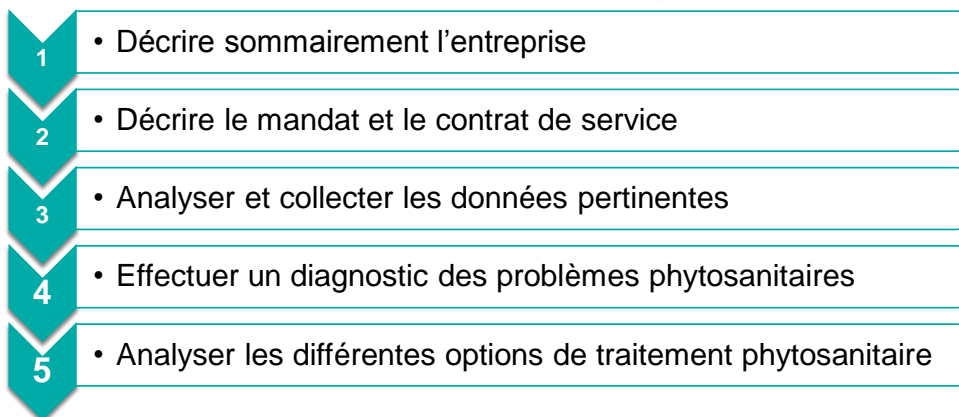 1 • Décrire sommairement l’entreprise
2 • Décrire le mandat et le contrat de service
3 • Analyser et collecter les données pertinentes
4 • Effectuer un diagnostic des problèmes phytosanitaires
5 • Analyser les différentes options de traitement phytosanitaire